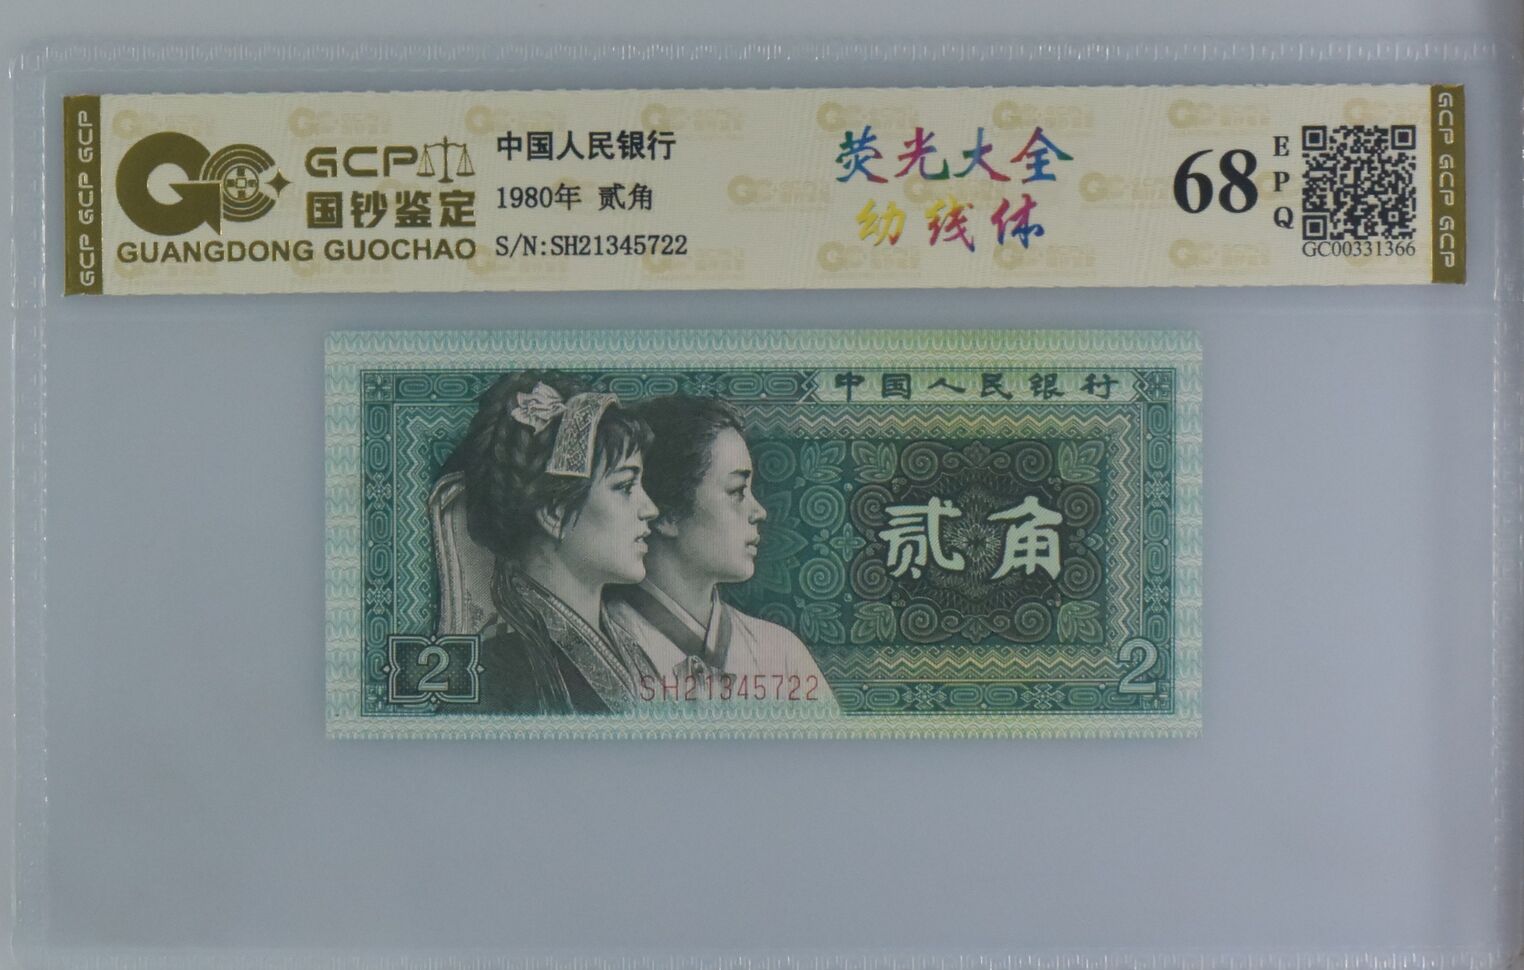 GCP GCP GCP
GCP
国钞鉴定
GUANGDONG GUOCHAO
中国人民银行
1980年 贰角
S/N:SH21345722
荧光大全
幼线体
68
EPQ
GC00331366
GCP GCP GCP
中国人民银行
贰角
2
SH21345722
2